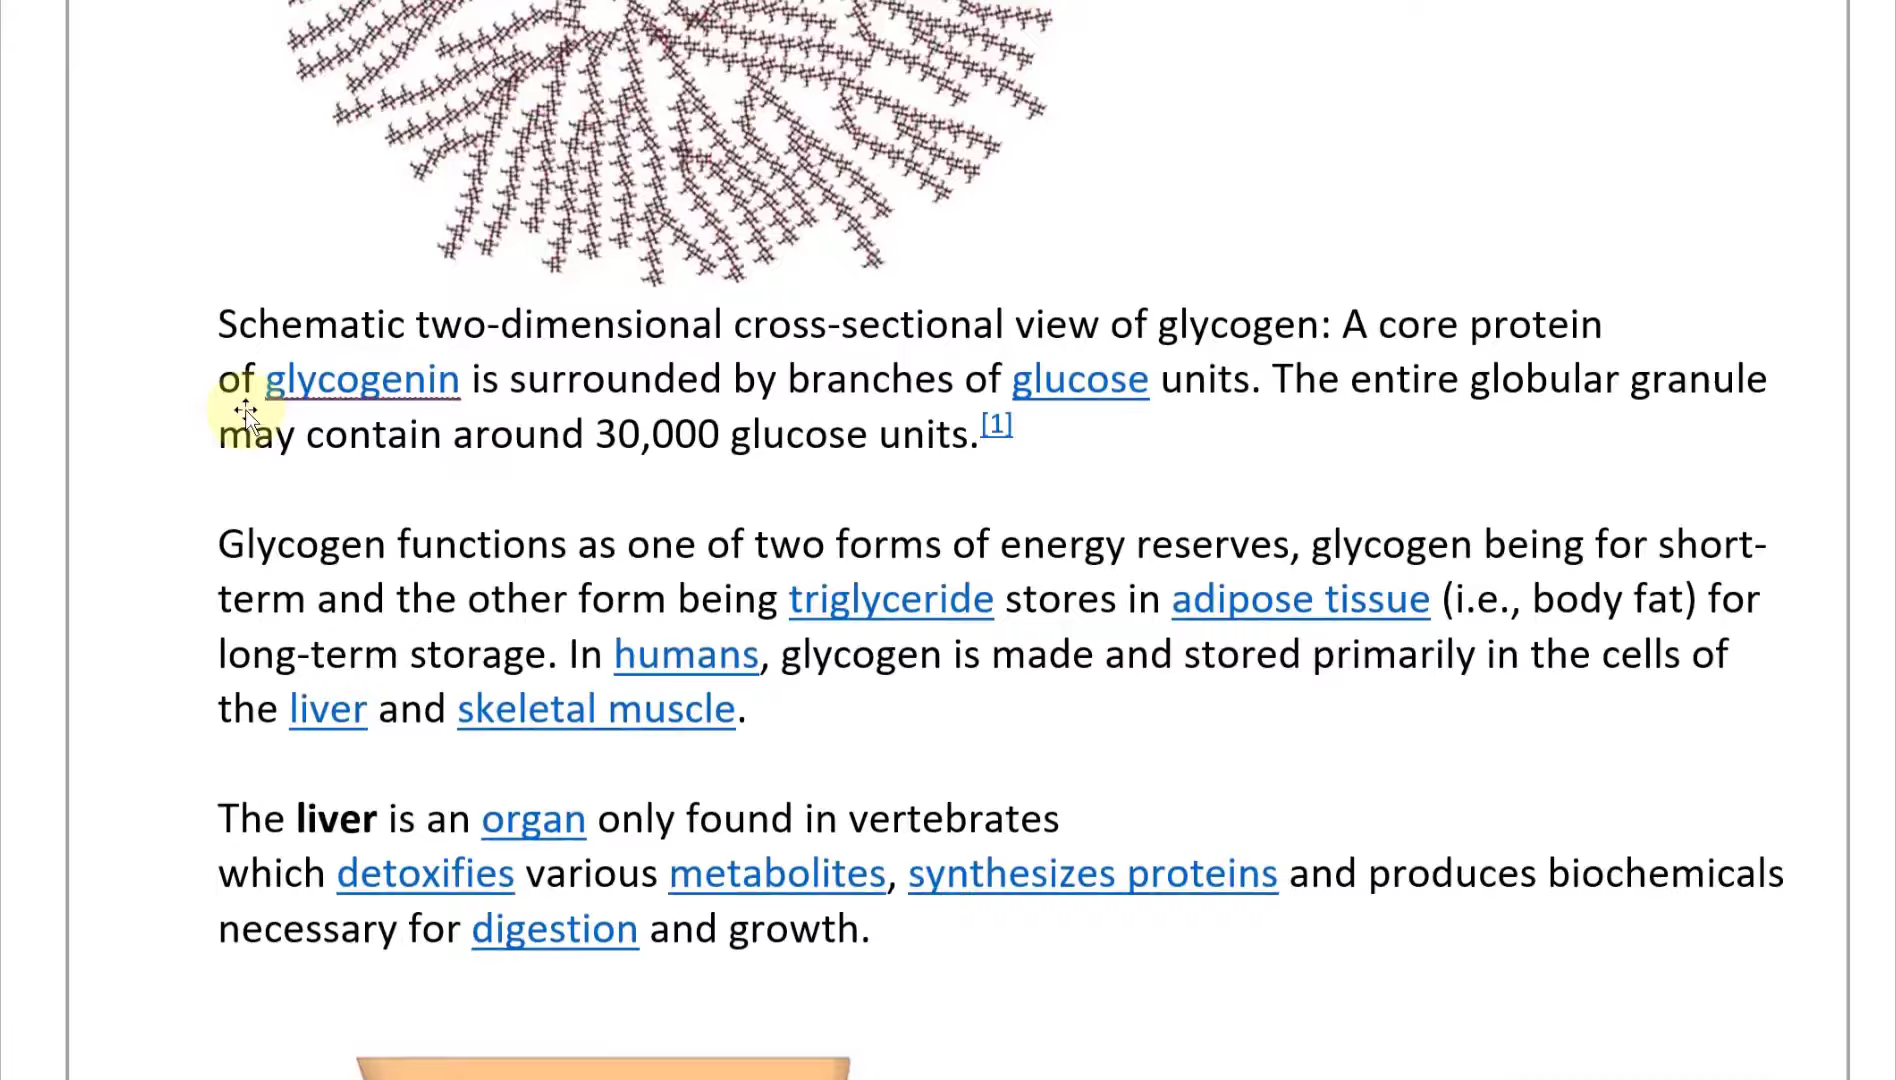 Schematic two-dimensional cross-sectional view of glycogen: A core protein
of glycogenin is surrounded by branches of glucose units. The entire globular granule
may contain around 30,000 glucose units.[1]
Glycogen functions as one of two forms of energy reserves, glycogen being for short-
term and the other form being triglyceride stores in adipose tissue (i.e., body fat) for
long-term storage. In humans, glycogen is made and stored primarily in the cells of
the liver and skeletal muscle.
The liver is an organ only found in vertebrates
which detoxifies various metabolites, synthesizes proteins and produces biochemicals
necessary for digestion and growth.